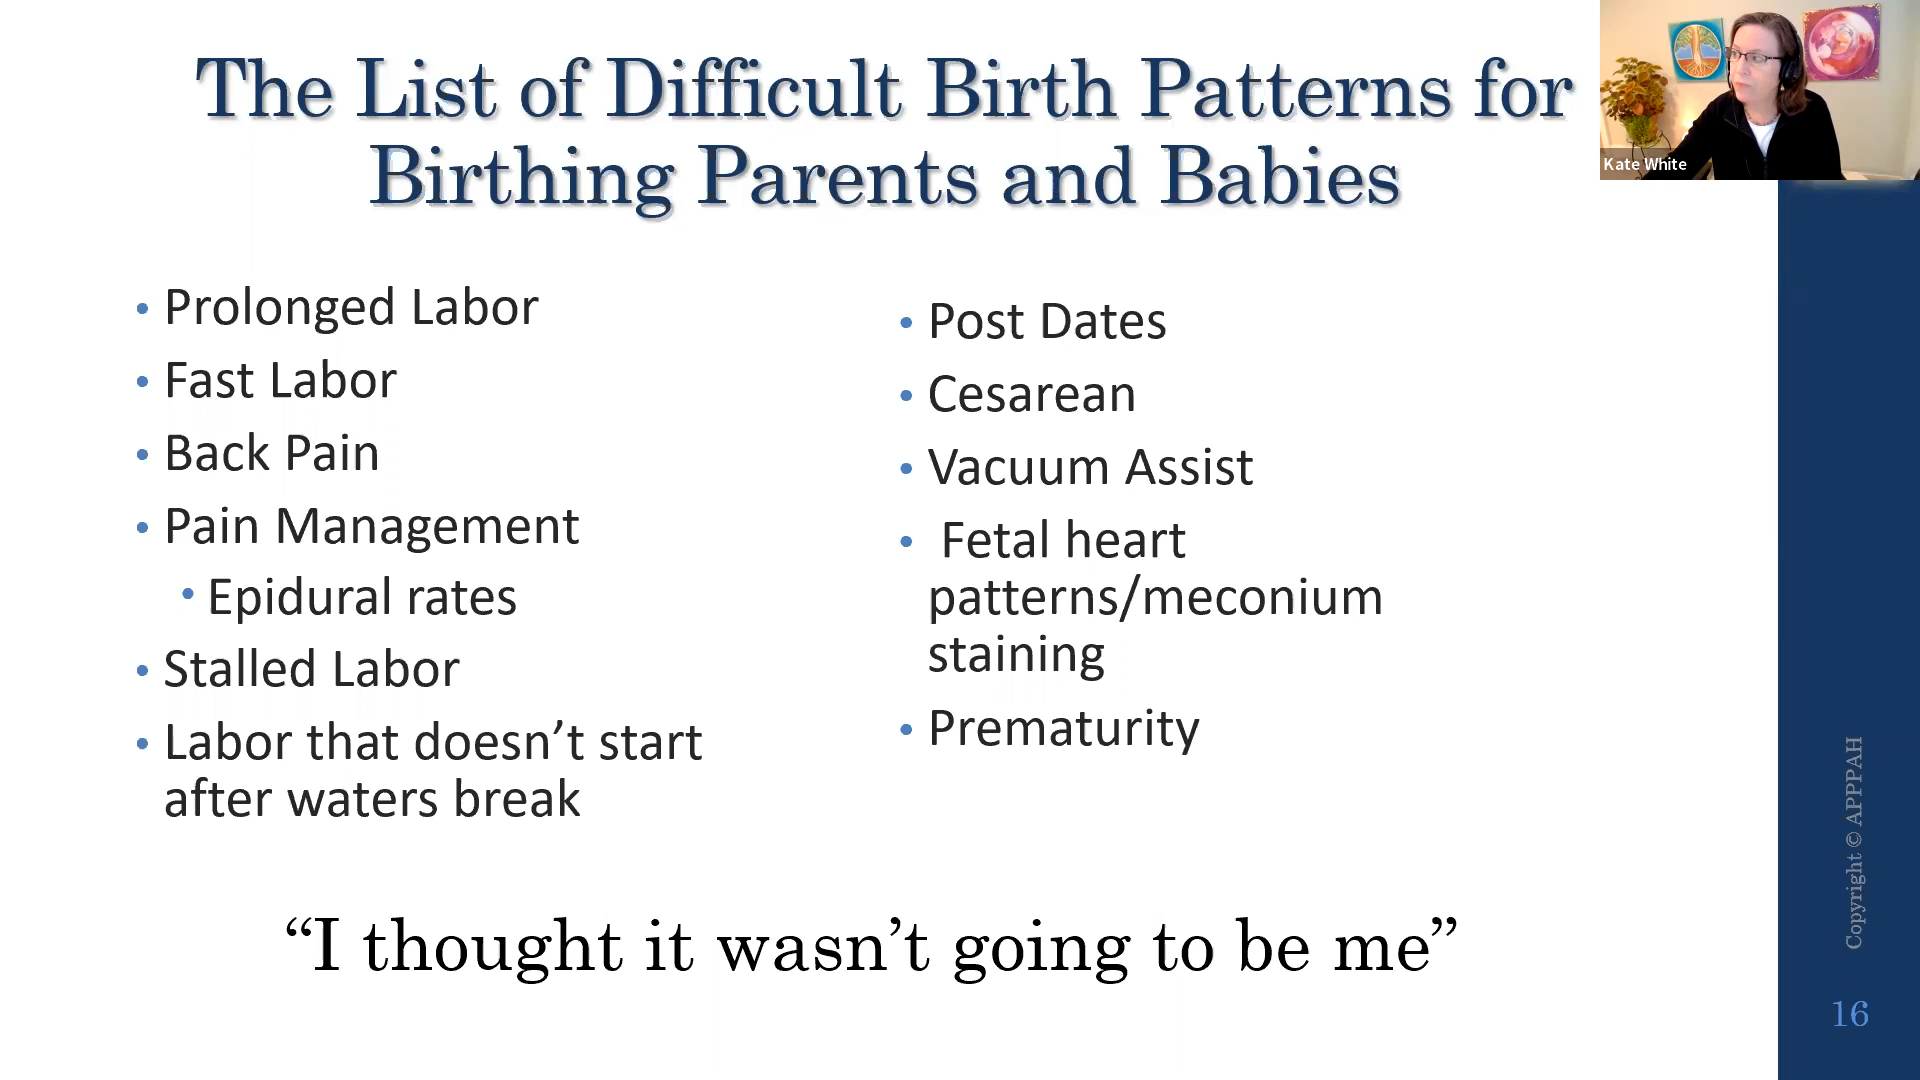 The List of Difficult Birth Patterns for
Birthing Parents and Babies
Kate White
• Prolonged Labor
• Fast Labor
• Back Pain
• Pain Management
• Epidural rates
• Stalled Labor
• Labor that doesn’t start
after waters break
• Post Dates
• Cesarean
• Vacuum Assist
• Fetal heart
patterns/meconium
staining
• Prematurity
“I thought it wasn’t going to be me”
Copyright © APPPAH
16